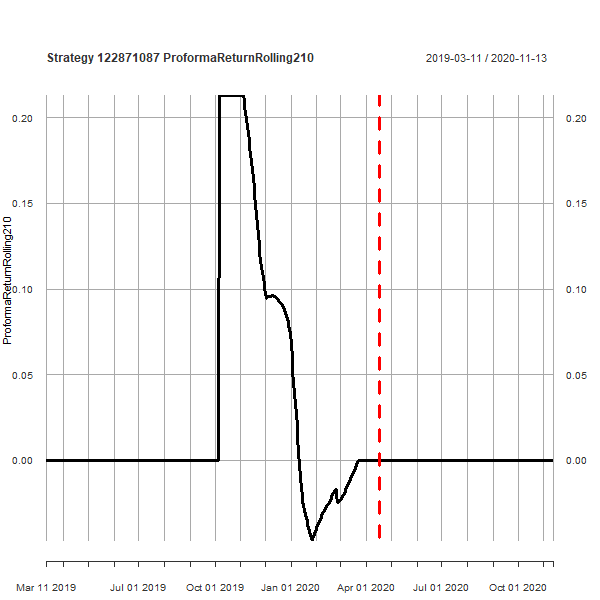 Strategy 122871087 ProformaReturnRolling210
2019-03-11 / 2020-11-13
0.20 0.20
0.15 0.15
0.10 0.10
0.05 0.05
0.00 0.00
ProformaReturnRolling210
Mar 11 2019 Jul 01 2019 Oct 01 2019 Jan 01 2020 Apr 01 2020 Jul 01 2020 Oct 01 2020